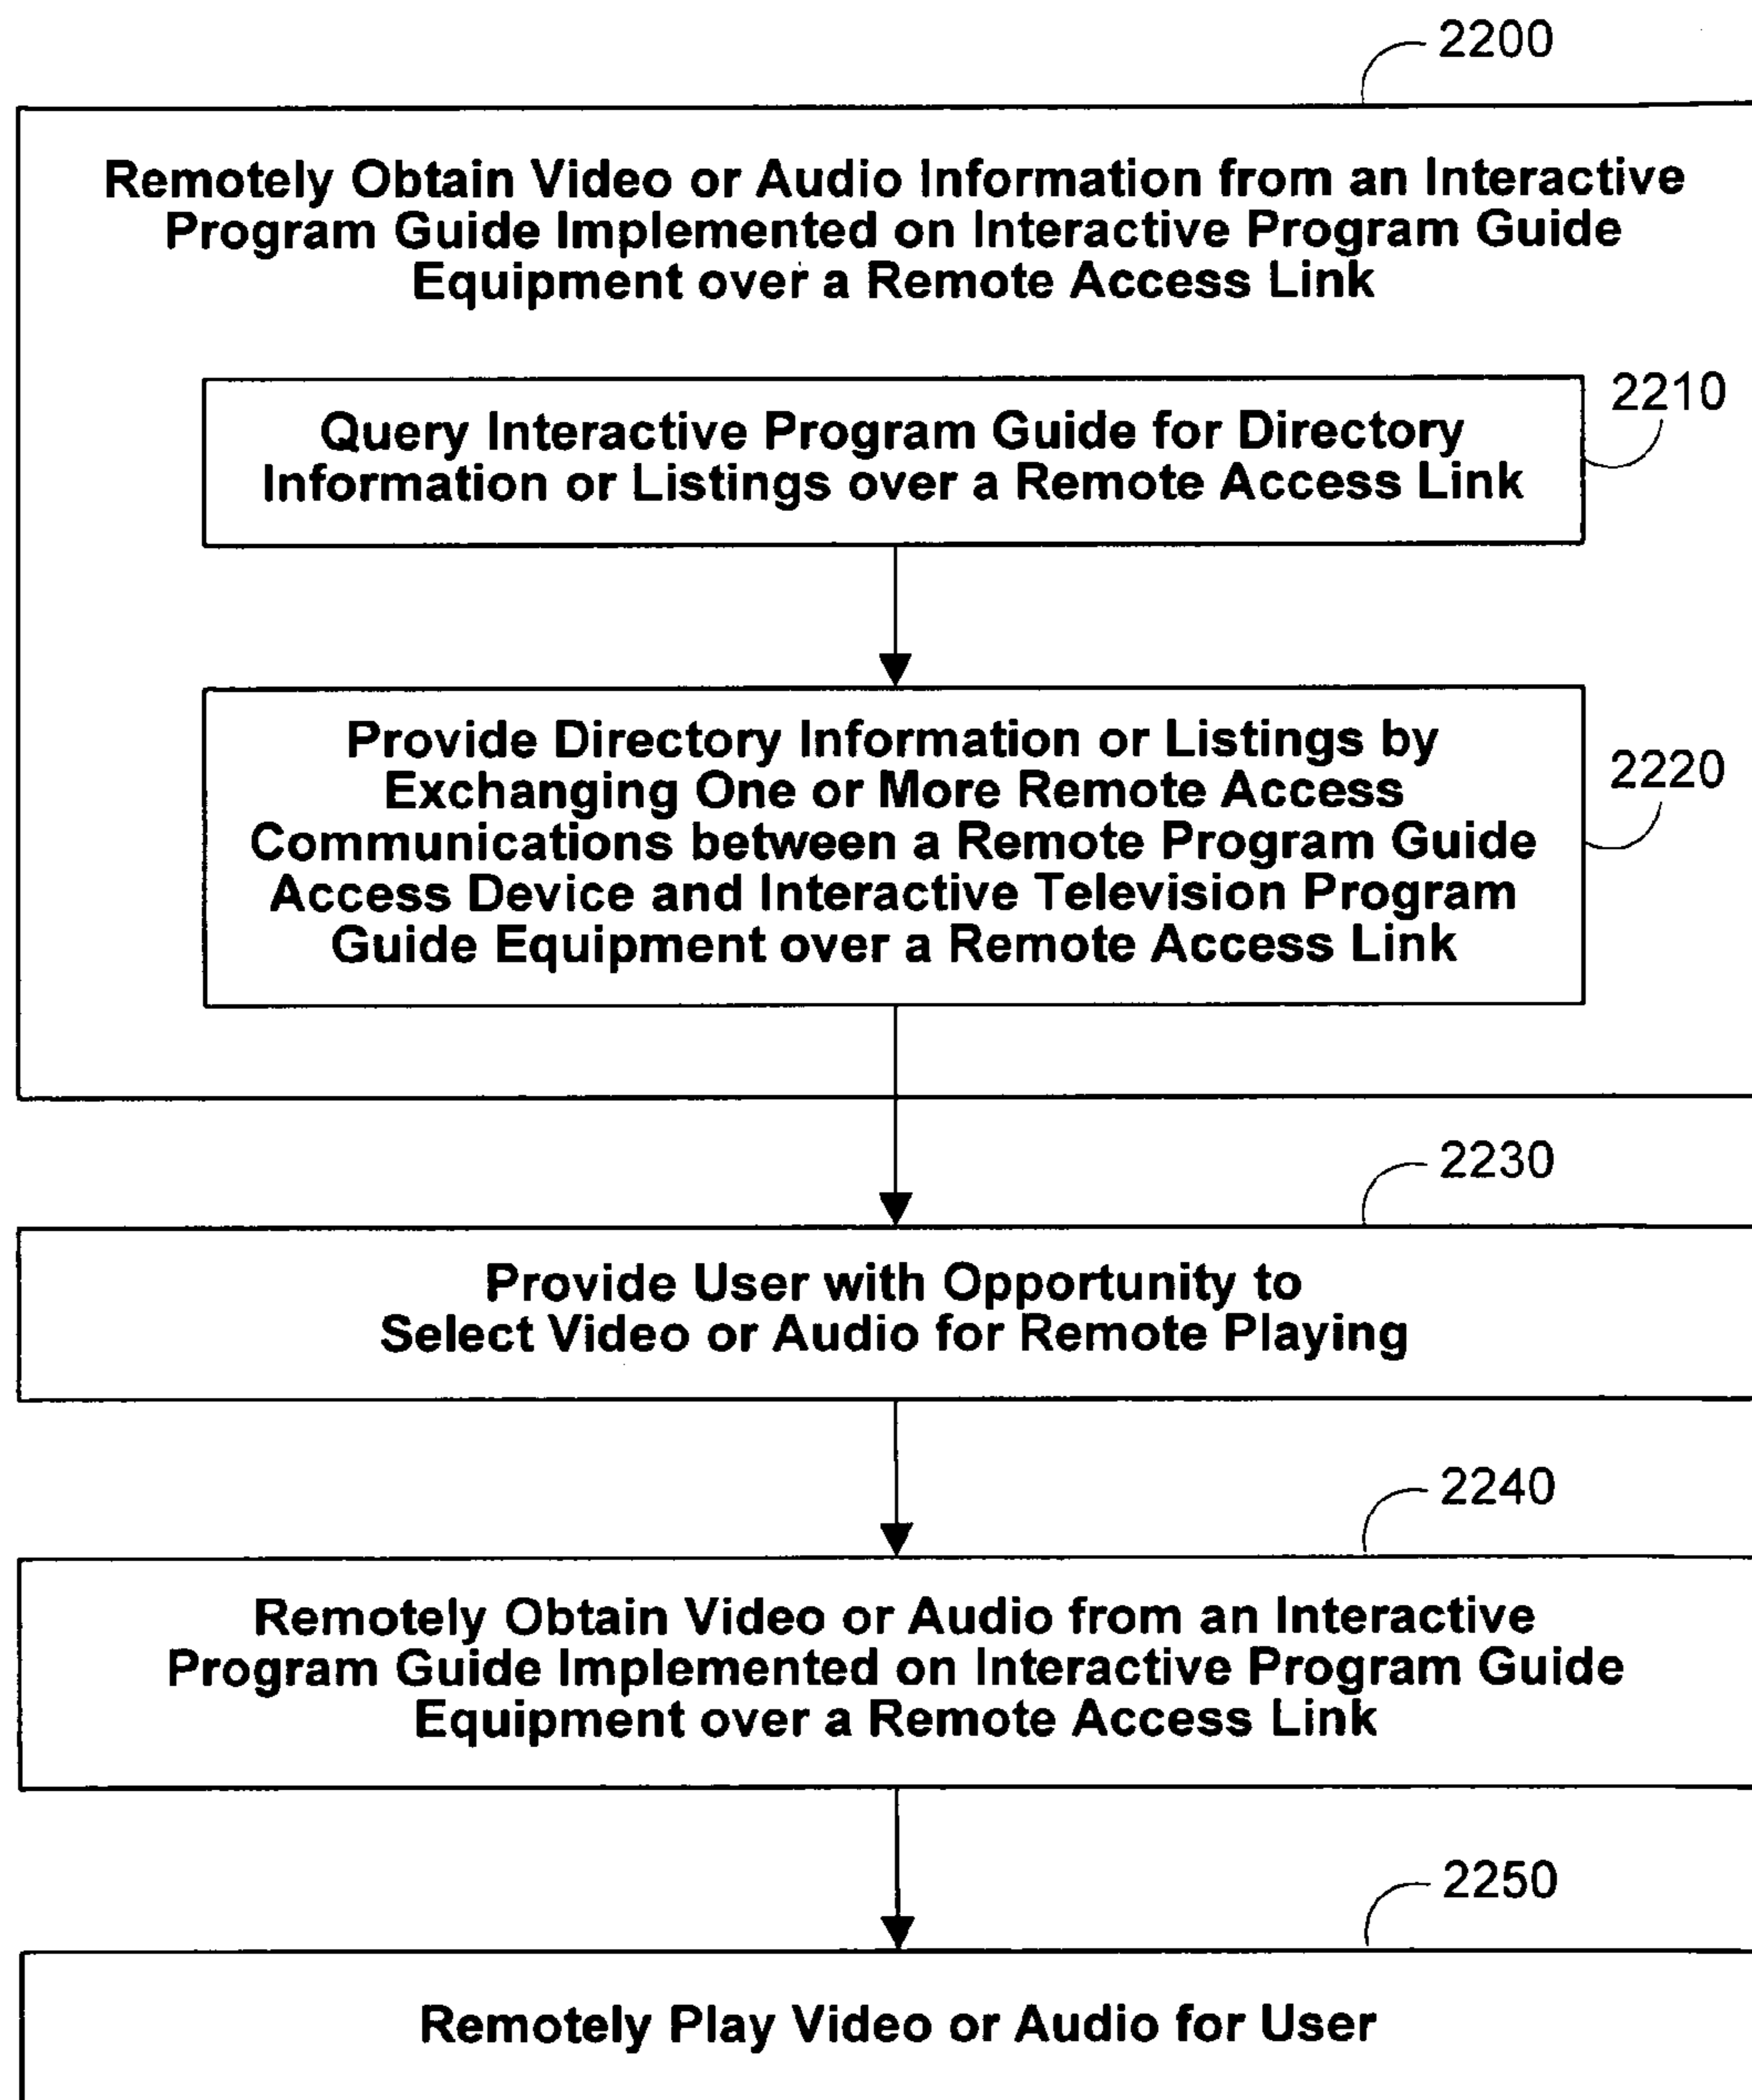 2200
Remotely Obtain Video or Audio Information from an Interactive
Program Guide Implemented on Interactive Program Guide
Equipment over a Remote Access Link
2210
Query Interactive Program Guide for Directory
Information or Listings over a Remote Access Link
2220
Provide Directory Information or Listings by
Exchanging One or More Remote Access
Communications between a Remote Program Guide
Access Device and Interactive Television Program
Guide Equipment over a Remote Access Link
2230
Provide User with Opportunity to
Select Video or Audio for Remote Playing
2240
Remotely Obtain Video or Audio from an Interactive
Program Guide Implemented on Interactive Program Guide
Equipment over a Remote Access Link
2250
Remotely Play Video or Audio for User